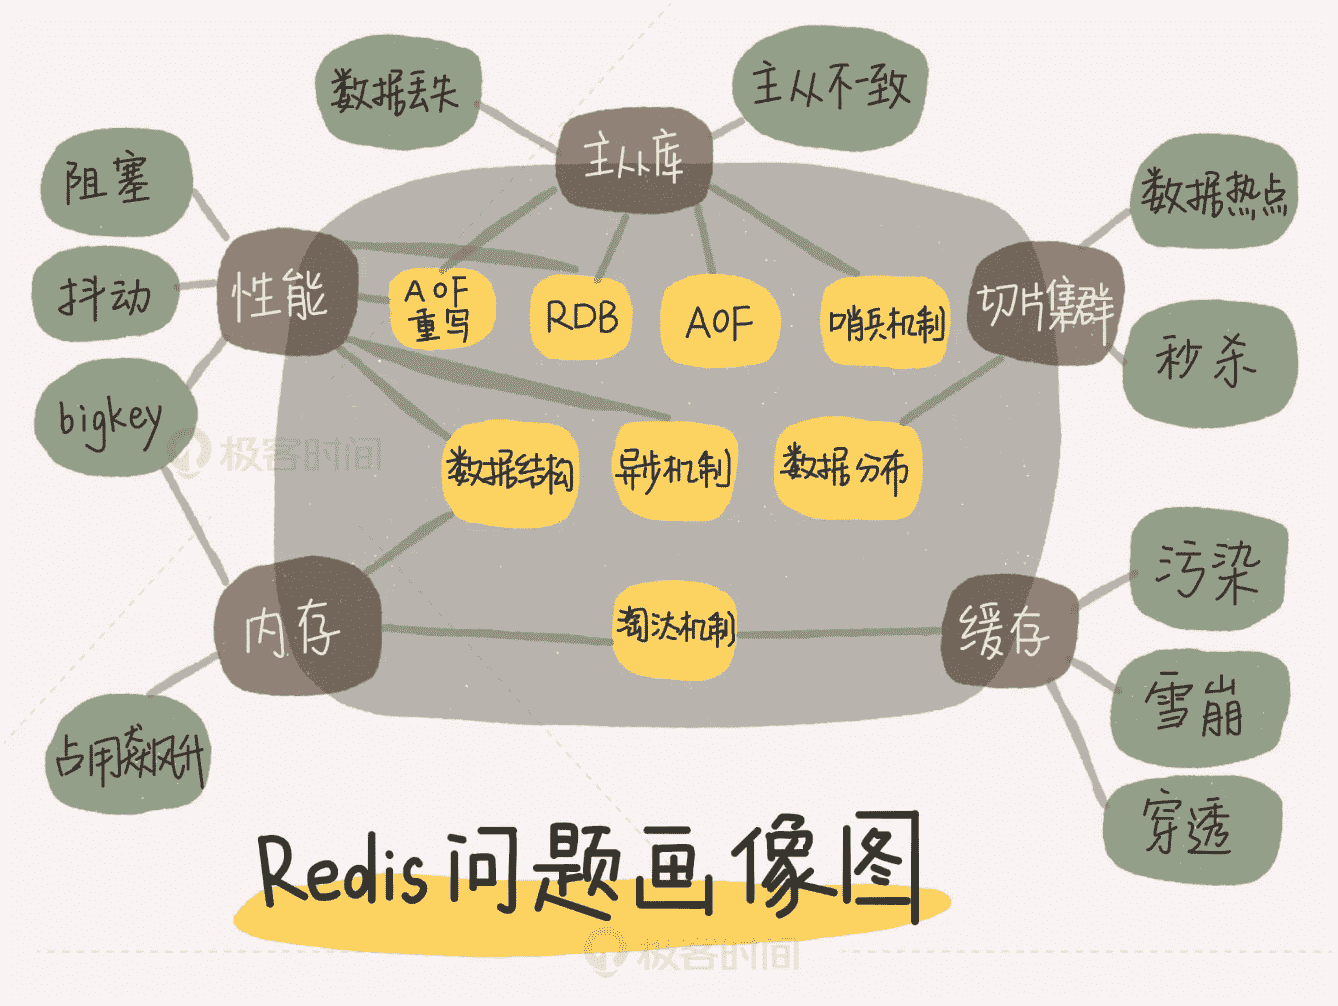 数据丢失
主从不一致
主从库
阻塞
数据热点
性能
抖动
切片集群
AOF
重写
RDB
AOF
哨兵机制
秒杀
bigkey
极客时间
数据结构
异步机制
数据分布
污染
内存
淘汰机制
缓存
雪崩
占用飙升
穿透
Redis问题画像图
极客时间